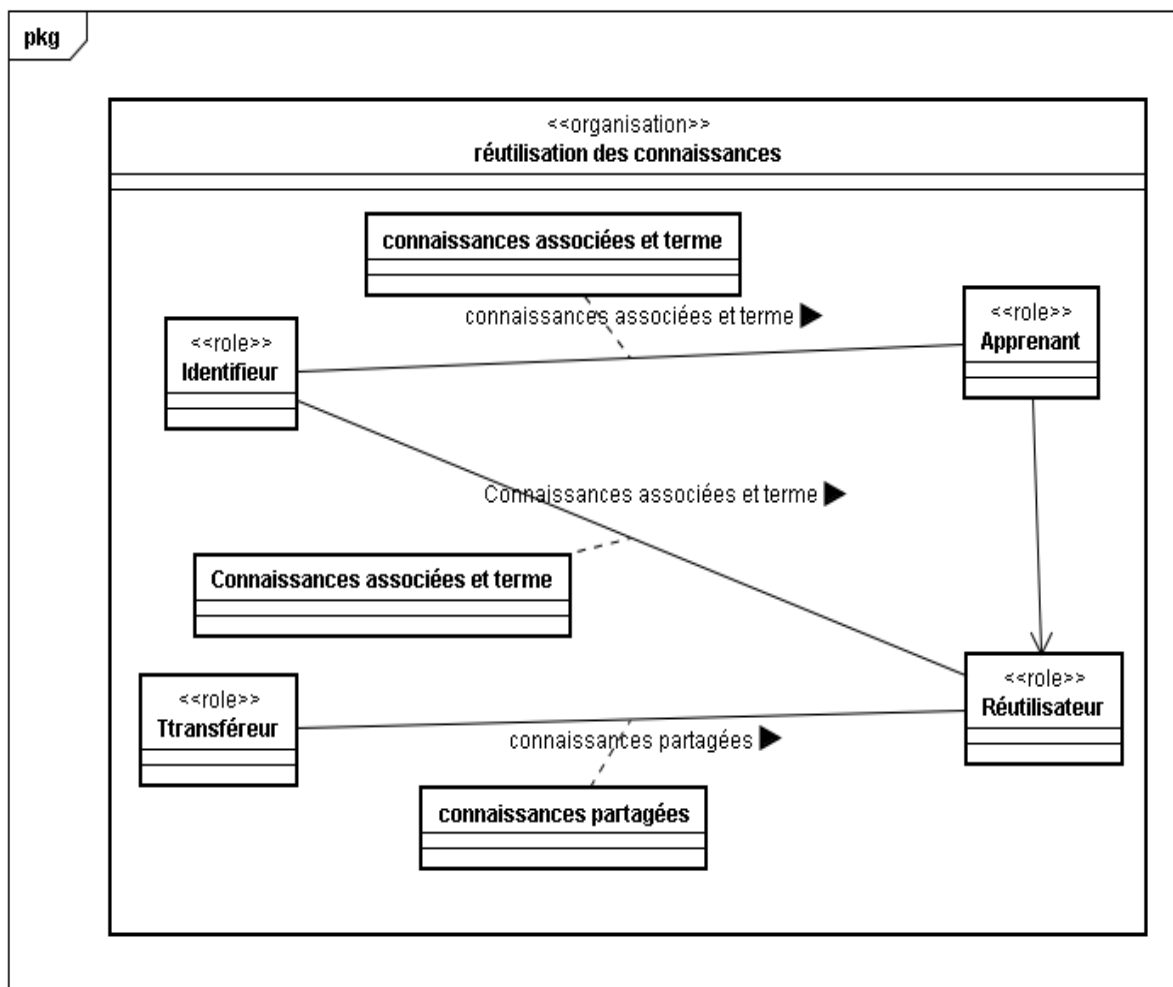 pkg
<<organisation>>
réutilisation des connaissances
connaissances associées et terme
connaissances associées et terme
<<role>>
Identifieur
<<role>>
Apprenant
Connaissances associées et terme
Connaissances associées et terme
<<role>>
Ttransféreur
<<role>>
Réutilisateur
connaissances partagées
connaissances partagées